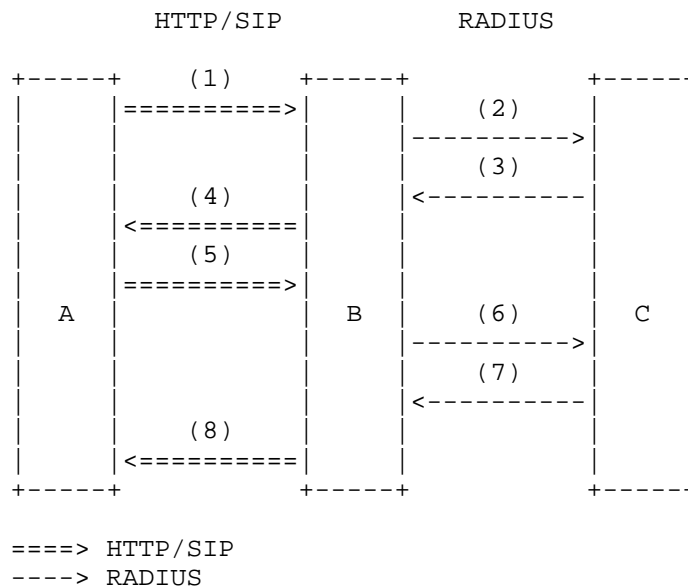 HTTP/SIP RADIUS
+-----+ (1) +-----+ +-----
| |==========>| | (2) |
| | | |---------->|
| | | | (3) |
| | (4) | |<----------|
| |<==========| | |
| | (5) | | |
| |==========>| | |
| A | | B | (6) | C
| | | |---------->|
| | | | (7) |
| | | |<----------|
| | (8) | | |
| |<==========| | |
+-----+ +-----+ +-----
====> HTTP/SIP
----> RADIUS